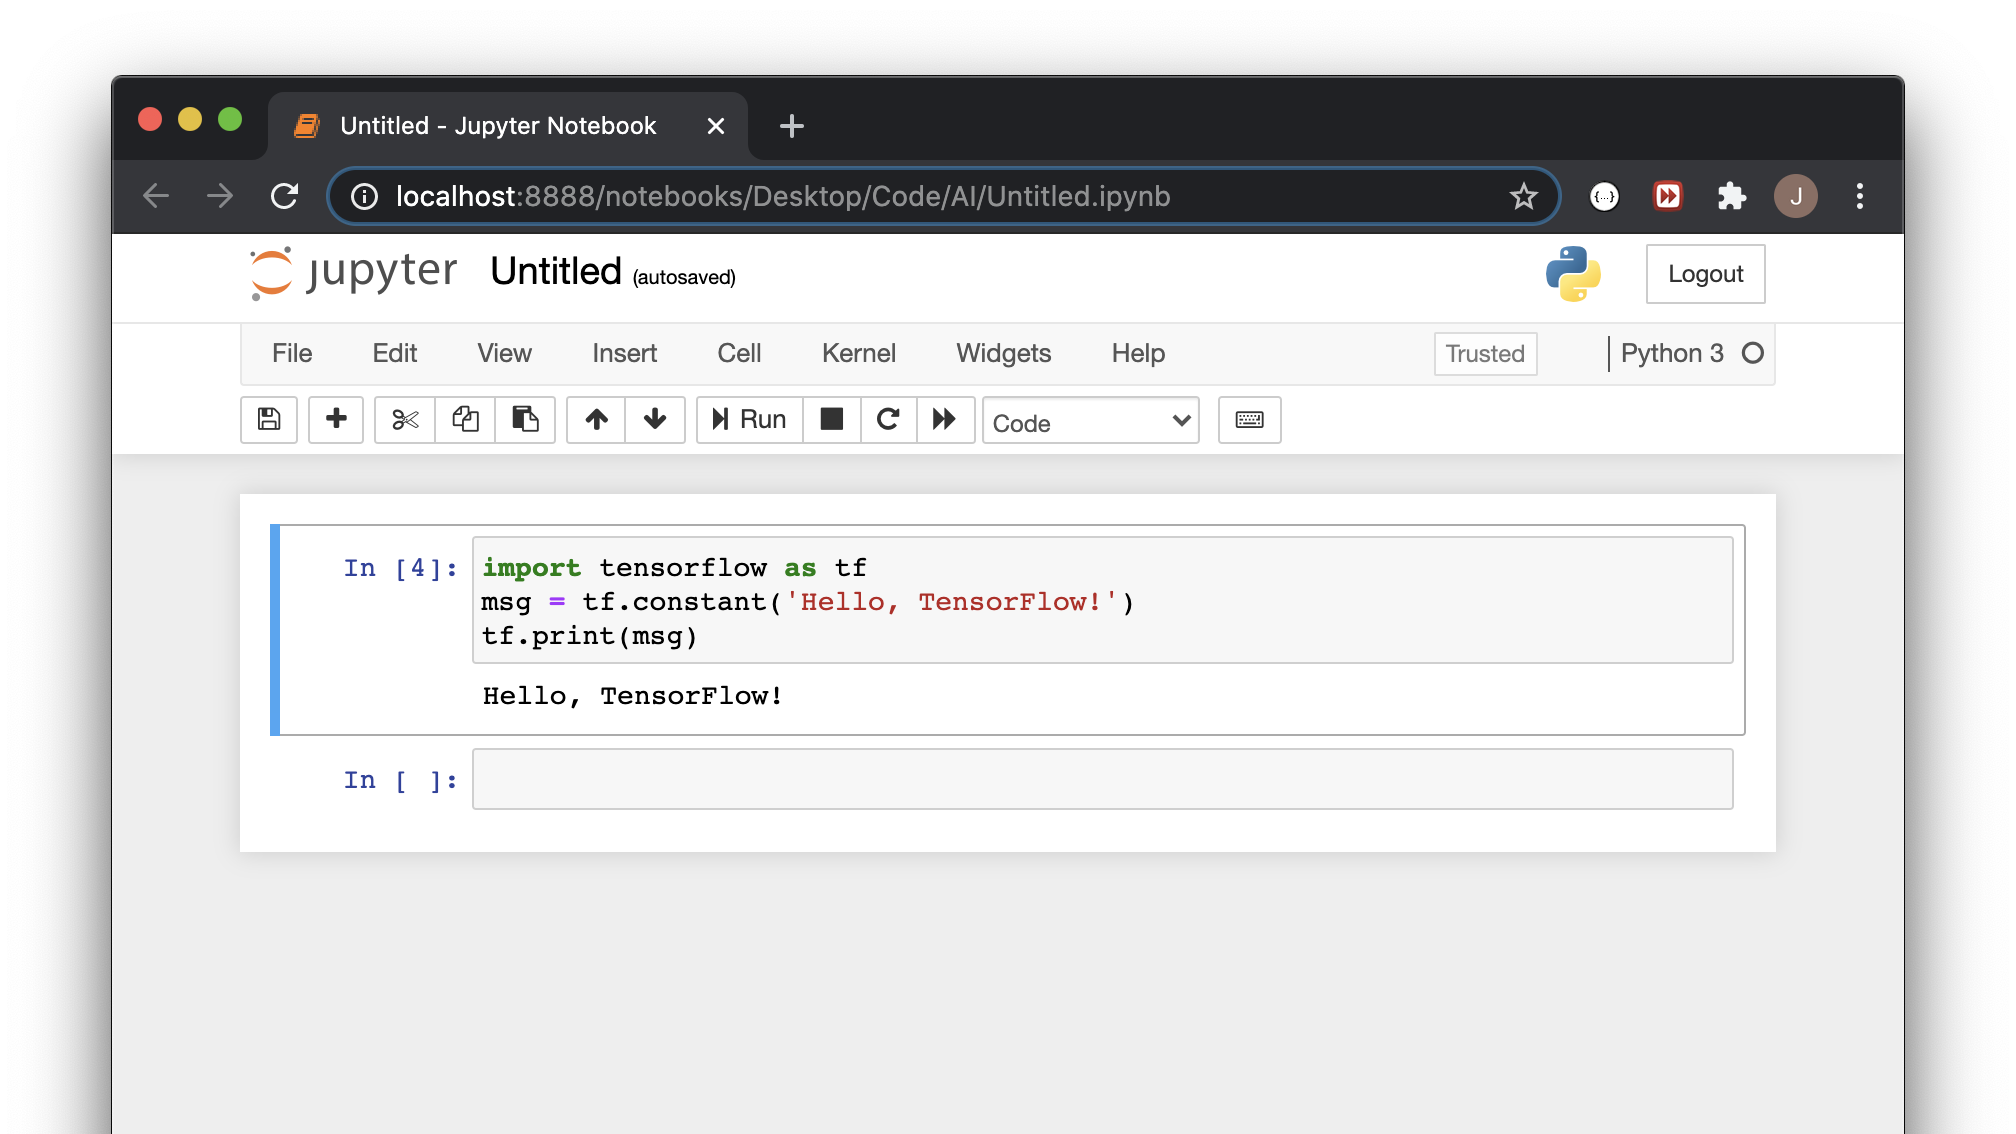 Untitled - Jupyter Notebook
localhost:8888/notebooks/Desktop/Code/AI/Untitled.ipynb
{...}
J
jupyter Untitled (autosaved)
Logout
File Edit View Insert Cell Kernel Widgets Help
Trusted
Python 3
Run
Code
In [4]: import tensorflow as tf
msg = tf.constant('Hello, TensorFlow!')
tf.print(msg)
Hello, TensorFlow!
In [ ]: